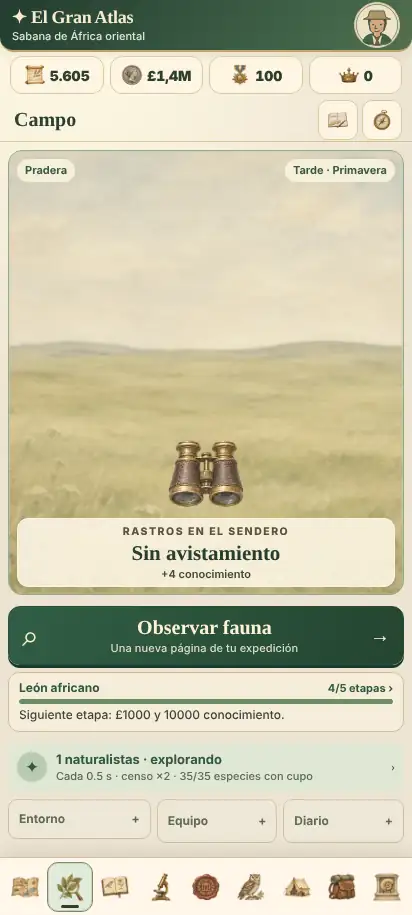 ✦ El Gran Atlas
Sabana de África oriental
5.605
£1,4M
100
0
Campo
Pradera
Tarde · Primavera
RASTROS EN EL SENDERO
Sin avistamiento
+4 conocimiento
Observar fauna
Una nueva página de tu expedición
→
León africano
4/5 etapas ›
Siguiente etapa: £1000 y 10000 conocimiento.
✦
1 naturalistas · explorando
Cada 0.5 s · censo ×2 · 35/35 especies con cupo
›
Entorno +
Equipo +
Diario +